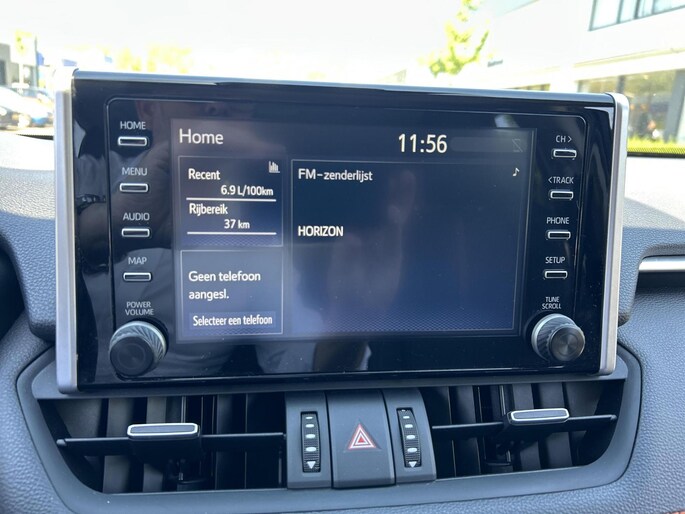 HOME
MENU
AUDIO
MAP
POWER
VOLUME
Home
11:56
Recent
6.9 L/100km
Rijbereik
37 km
Geen telefoon
aangesl.
Selecteer een telefoon
FM-zenderlijst
HORIZON
CH >
< TRACK
PHONE
SETUP
TUNE
SCROLL